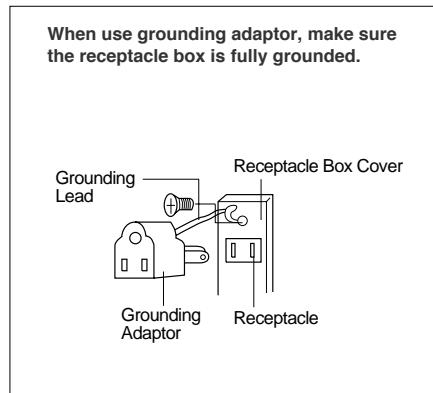 When use grounding adaptor, make sure
the receptacle box is fully grounded.
Grounding
Lead
Receptacle Box Cover
Grounding
Adaptor
Receptacle